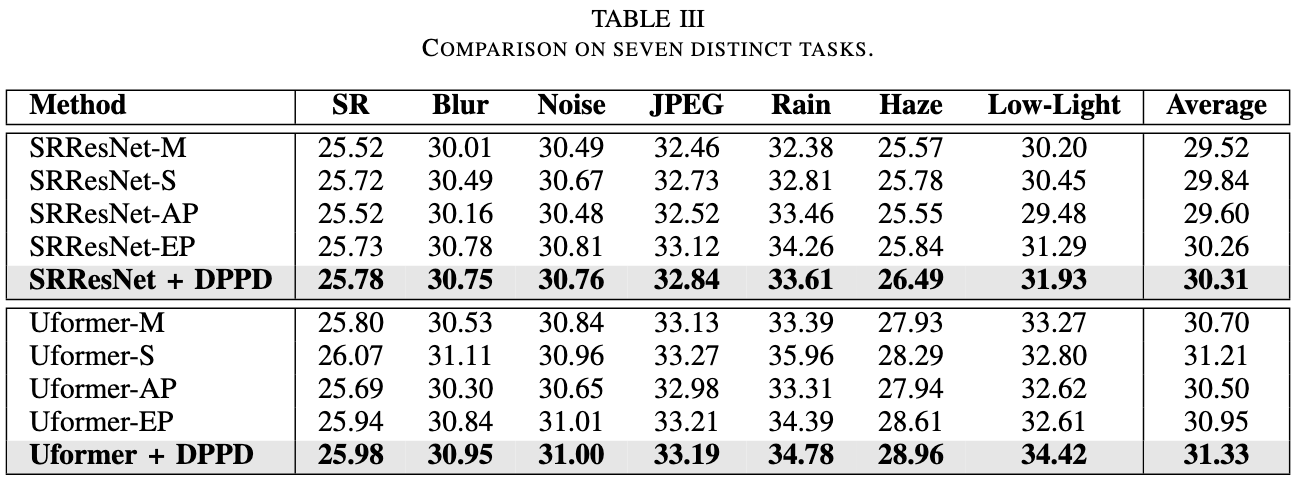 TABLE III
COMPARISON ON SEVEN DISTINCT TASKS.
Method SR Blur Noise JPEG Rain Haze Low-Light Average
SRResNet-M 25.52 30.01 30.49 32.46 32.38 25.57 30.20 29.52
SRResNet-S 25.72 30.49 30.67 32.73 32.81 25.78 30.45 29.84
SRResNet-AP 25.52 30.16 30.48 32.52 33.46 25.55 29.48 29.60
SRResNet-EP 25.73 30.78 30.81 33.12 34.26 25.84 31.29 30.26
SRResNet + DPPD 25.78 30.75 30.76 32.84 33.61 26.49 31.93 30.31
Uformer-M 25.80 30.53 30.84 33.13 33.39 27.93 33.27 30.70
Uformer-S 26.07 31.11 30.96 33.27 35.96 28.29 32.80 31.21
Uformer-AP 25.69 30.30 30.65 32.98 33.31 27.94 32.62 30.50
Uformer-EP 25.94 30.84 31.01 33.21 34.39 28.61 32.61 30.95
Uformer + DPPD 25.98 30.95 31.00 33.19 34.78 28.96 34.42 31.33